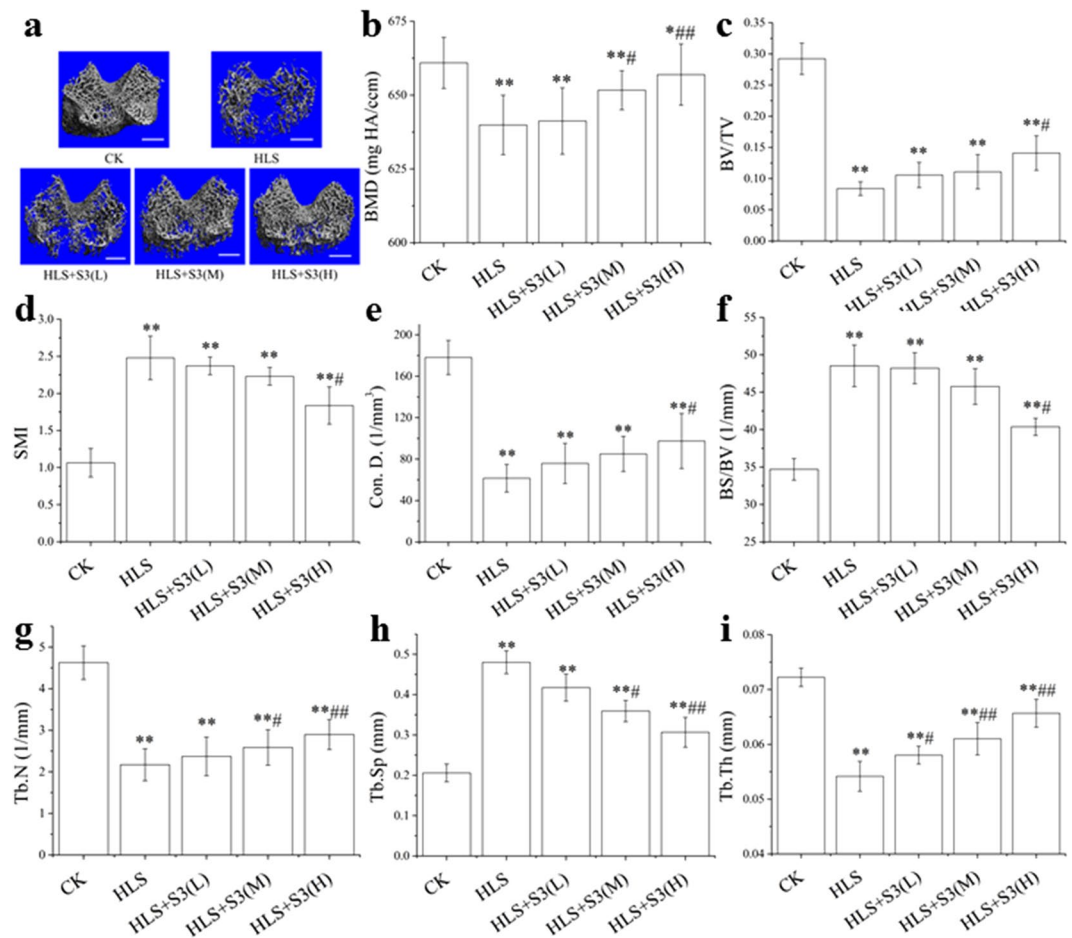 a
CK
HLS
HLS+S3(L)
HLS+S3(M)
HLS+S3(H)
b
BMD (mg HA/ccm)
675
650
625
600
**
**
**#
*##
CK
HLS
HLS+S3(L)
HLS+S3(M)
HLS+S3(H)
c
BV/TV
0.35
0.30
0.25
0.20
0.15
0.10
0.05
0.00
**
**
**
**#
CK
HLS
HLS+S3(L)
HLS+S3(M)
HLS+S3(H)
d
SMI
3.0
2.5
2.0
1.5
1.0
0.5
0.0
**
**
**
**#
CK
HLS
HLS+S3(L)
HLS+S3(M)
HLS+S3(H)
e
Con. D. (1/mm³)
180
140
100
60
20
0
**
**
**
**#
CK
HLS
HLS+S3(L)
HLS+S3(M)
HLS+S3(H)
f
BS/BV (1/mm)
55
50
45
40
35
30
25
**
**
**
**#
CK
HLS
HLS+S3(L)
HLS+S3(M)
HLS+S3(H)
g
Tb.N (1/mm)
5
4
3
2
1
0
**
**
**#
**##
CK
HLS
HLS+S3(L)
HLS+S3(M)
HLS+S3(H)
h
Tb.Sp (mm)
0.5
0.4
0.3
0.2
0.1
0.0
**
**
**#
**##
CK
HLS
HLS+S3(L)
HLS+S3(M)
HLS+S3(H)
i
Tb.Th (mm)
0.08
0.07
0.06
0.05
0.04
**
**#
**##
**##
CK
HLS
HLS+S3(L)
HLS+S3(M)
HLS+S3(H)